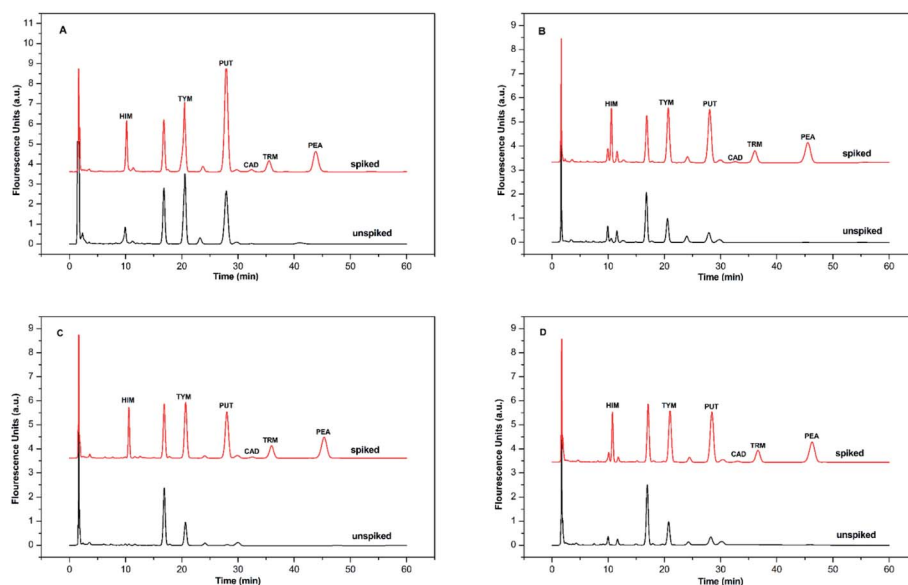 A
11
10
9
8
7
6
5
4
3
2
1
0
Flourescence Units (a.u.)
HIM
TYM
PUT
CAD
TRM
PEA
spiked
unspiked
0 10 20 30 40 50 60
Time (min)
B
9
8
7
6
5
4
3
2
1
0
Flourescence Units (a.u.)
HIM
TYM
PUT
CAD
TRM
PEA
spiked
unspiked
0 10 20 30 40 50 60
Time (min)
C
9
8
7
6
5
4
3
2
1
0
Flourescence Units (a.u.)
HIM
TYM
PUT
CAD
TRM
PEA
spiked
unspiked
0 10 20 30 40 50 60
Time (min)
D
9
8
7
6
5
4
3
2
1
0
Flourescence Units (a.u.)
HIM
TYM
PUT
CAD
TRM
PEA
spiked
unspiked
0 10 20 30 40 50 60
Time (min)